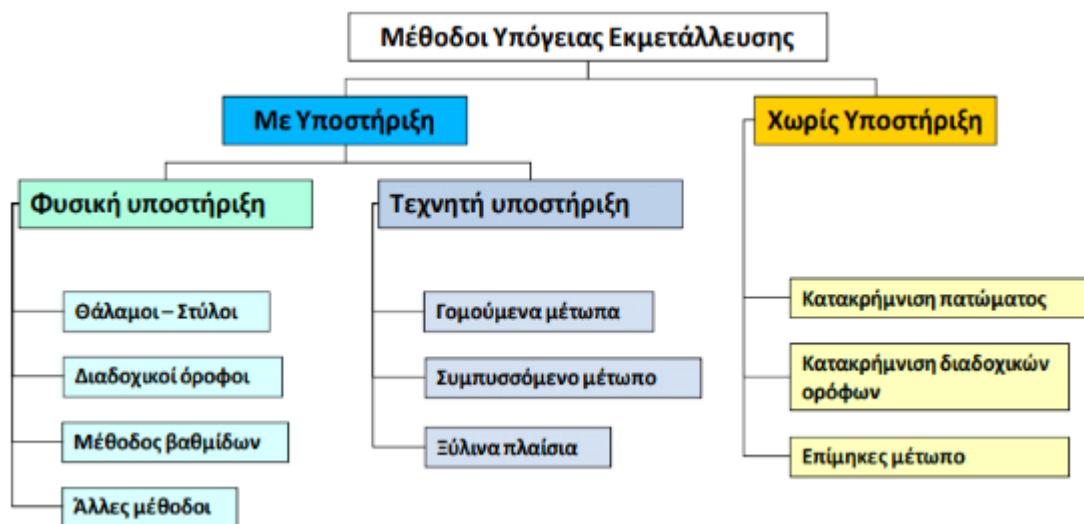 Μέθοδοι Υπόγειας Εκμετάλλευσης
Με Υποστήριξη
Χωρίς Υποστήριξη
Φυσική υποστήριξη
Τεχνητή υποστήριξη
Θάλαμοι – Στύλοι
Διαδοχικοί όροφοι
Μέθοδος βαθμίδων
Άλλες μέθοδοι
Γομούμενα μέτωπα
Συμπυσσόμενο μέτωπο
Ξύλινα πλαίσια
Κατακρήμνιση πατώματος
Κατακρήμνιση διαδοχικών
ορόφων
Επίμηκες μέτωπο